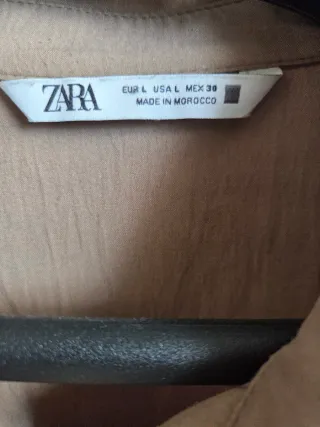 ZARA
EUR L USA L MEX 30
MADE IN MOROCCO